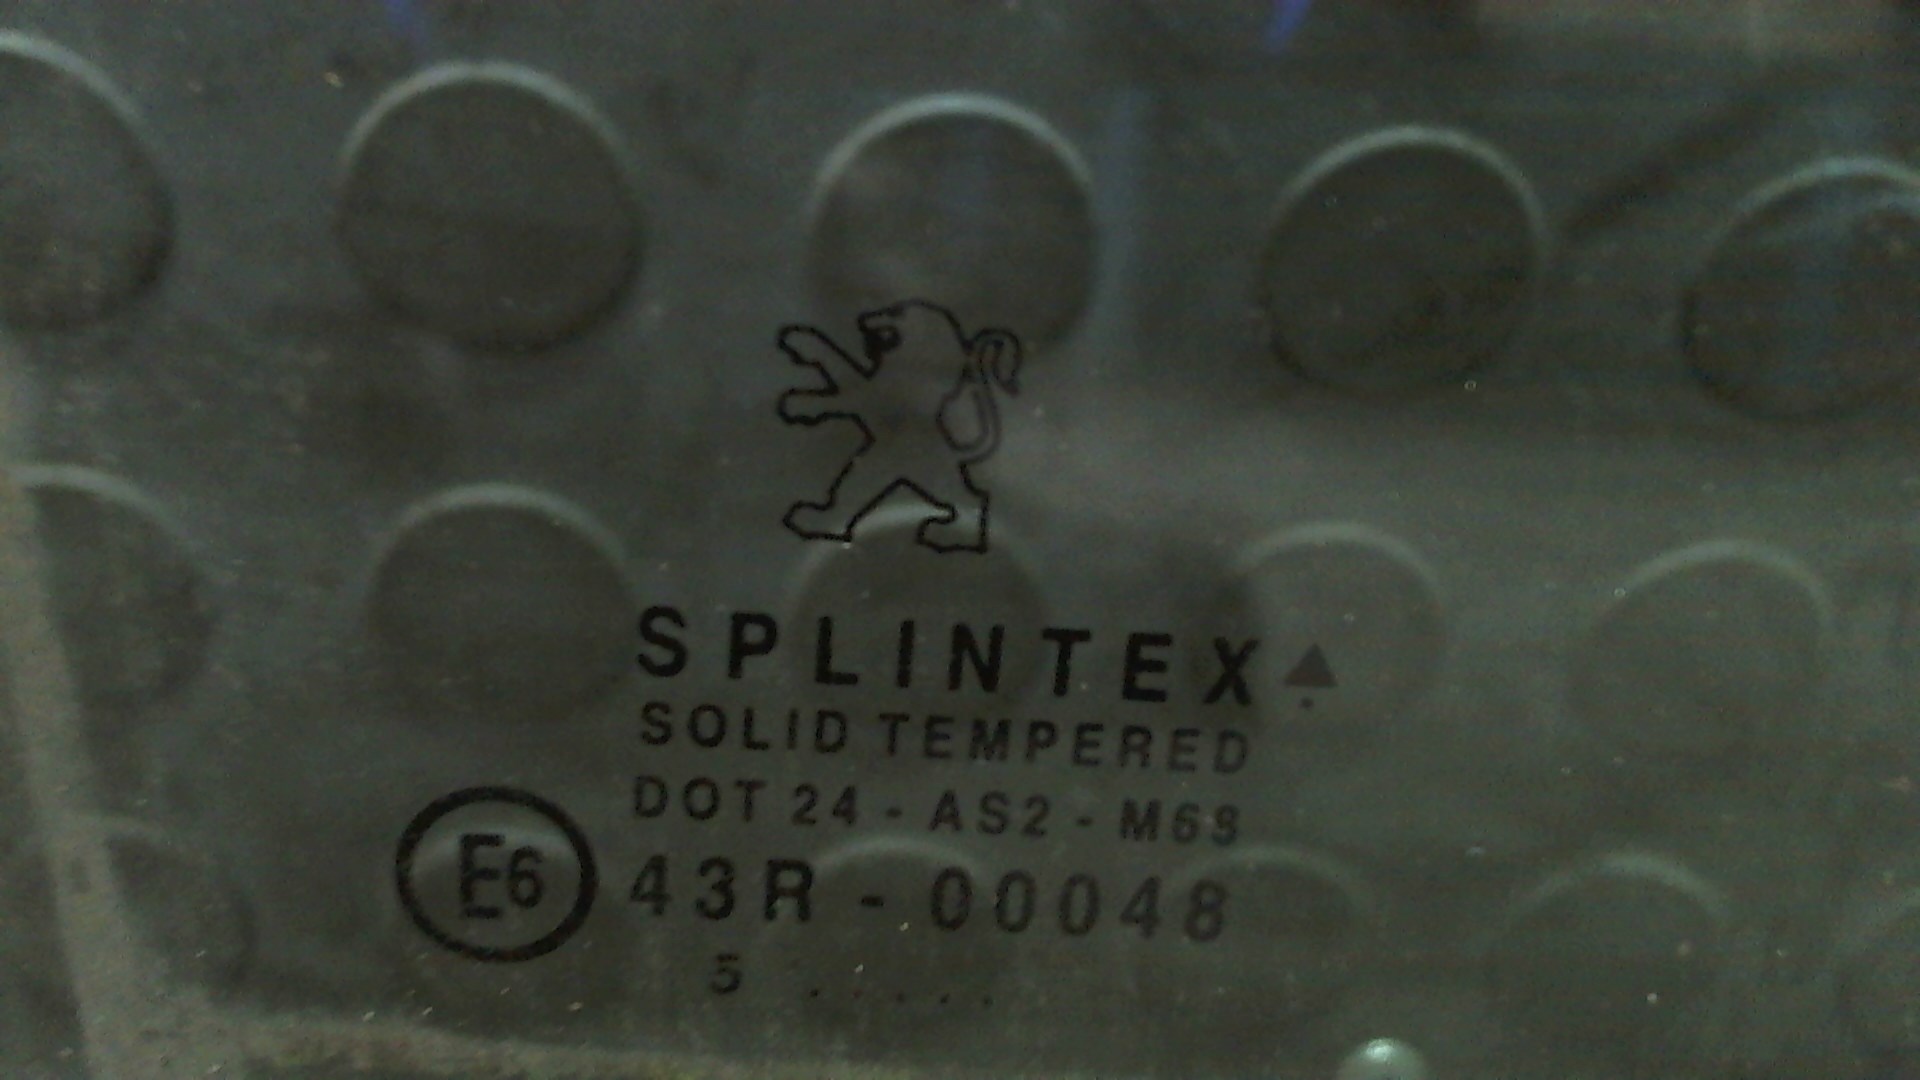 SPLINTEX
SOLID TEMPERED
DOT 24 - AS2 - M68
E6 43R - 00048
5 . . . . .